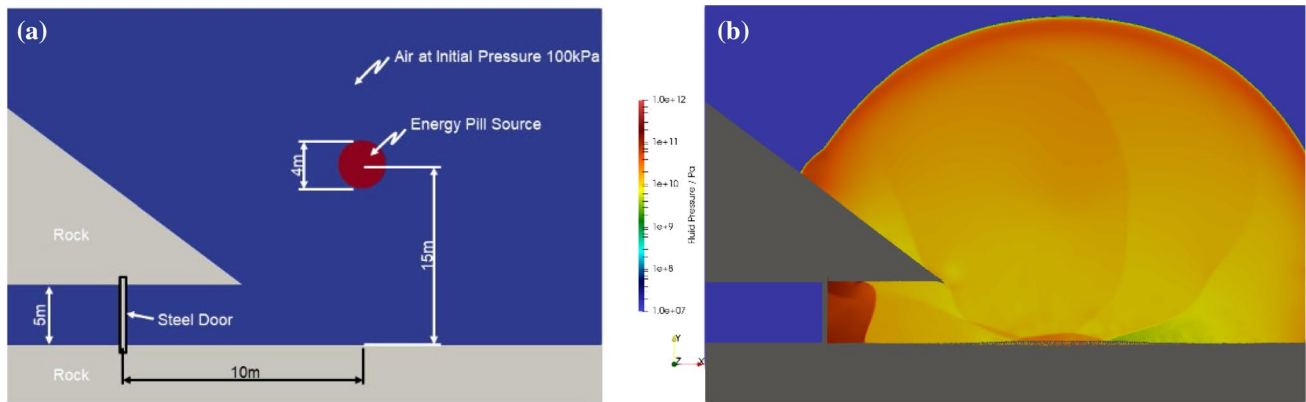 (a)
Air at Initial Pressure 100kPa
Energy Pill Source
4m
15m
Rock
5m
Steel Door
10m
Rock
1.0e+12
1e+11
1e+10
1e+9
1e+8
1.0e+07
Fluid Pressure / Pa
Y
Z
X
(b)